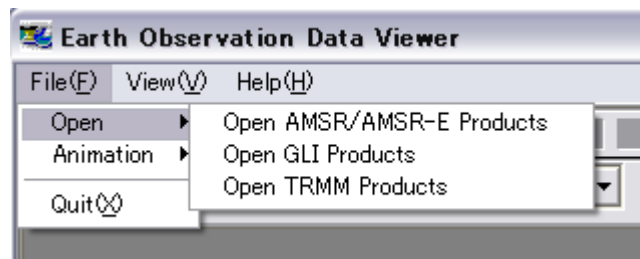 Earth Observation Data Viewer
File(F) View(V) Help(H)
Open
Animation
Quit(X)
Open AMSR/AMSR-E Products
Open GLI Products
Open TRMM Products